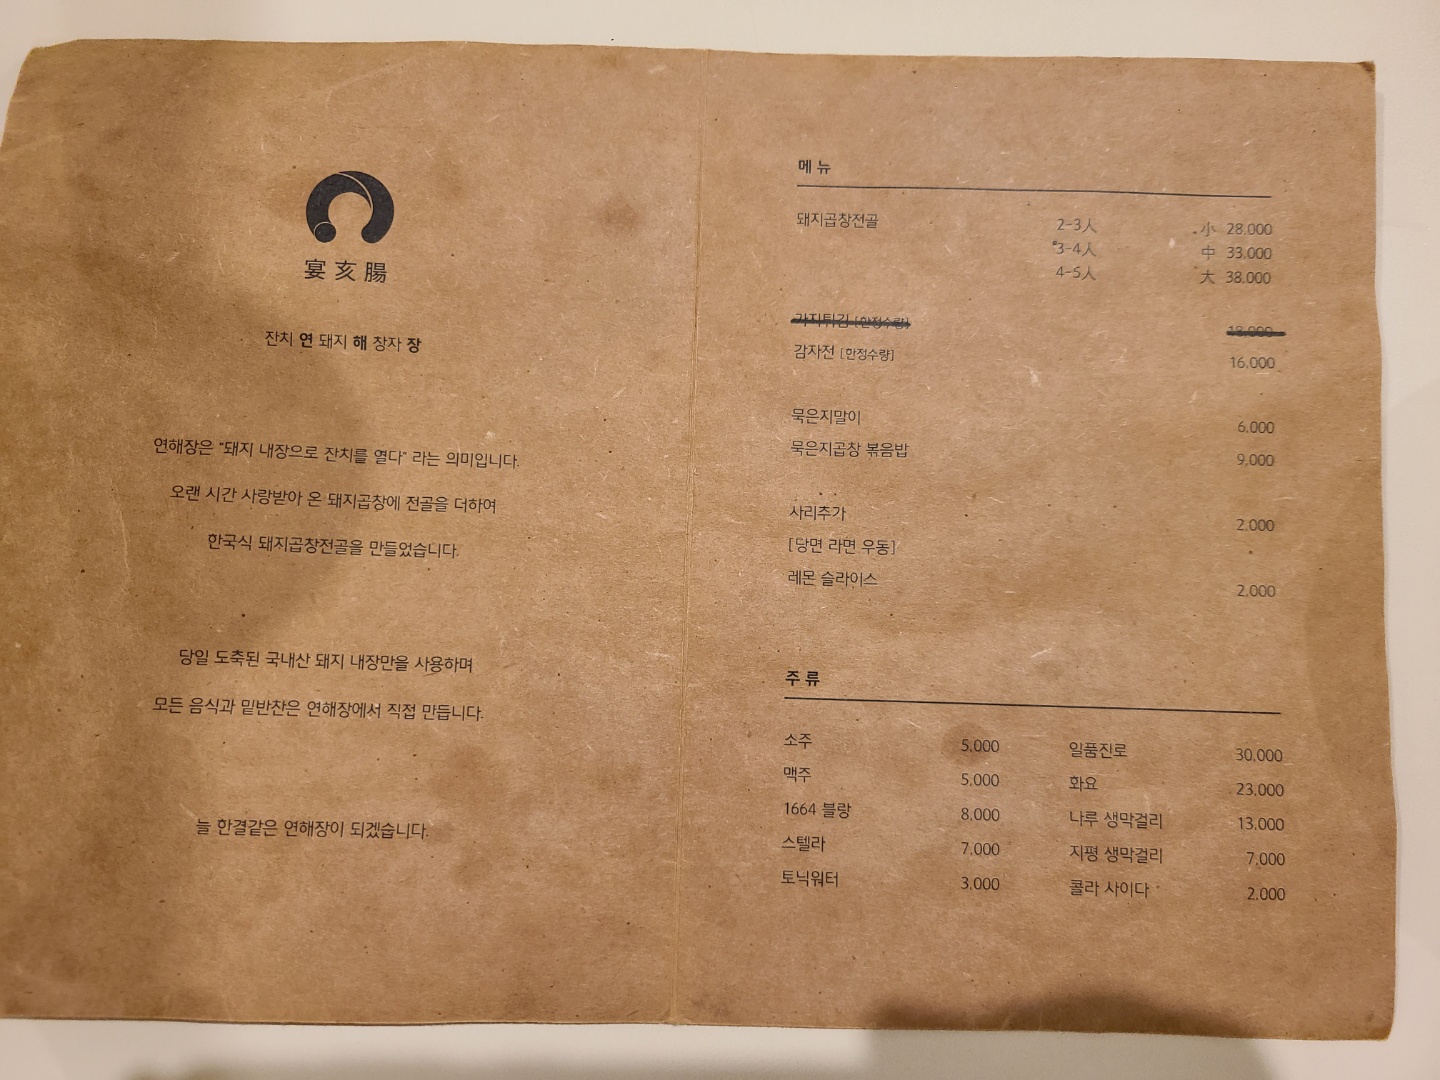 宴亥腸
잔치 연 돼지 해 창자 장
연해장은 "돼지 내장으로 잔치를 열다" 라는 의미입니다.
오랜 시간 사랑받아 온 돼지곱창에 전골을 더하여
한국식 돼지곱창전골을 만들었습니다.
당일 도축된 국내산 돼지 내장만을 사용하며
모든 음식과 밑반찬은 연해장에서 직접 만듭니다.
늘 한결같은 연해장이 되겠습니다.
메뉴
돼지곱창전골 2-3人 小 28,000
3-4人 中 33,000
4-5人 大 38,000
가지튀김 [한정수량] 18,000
감자전 [한정수량] 16,000
묵은지말이 6,000
묵은지곱창 볶음밥 9,000
사리추가 2,000
[당면 라면 우동]
레몬 슬라이스 2,000
주류
소주 5,000 일품진로 30,000
맥주 5,000 화요 23,000
1664 블랑 8,000 나루 생막걸리 13,000
스텔라 7,000 지평 생막걸리 7,000
토닉워터 3,000 콜라 사이다 2,000